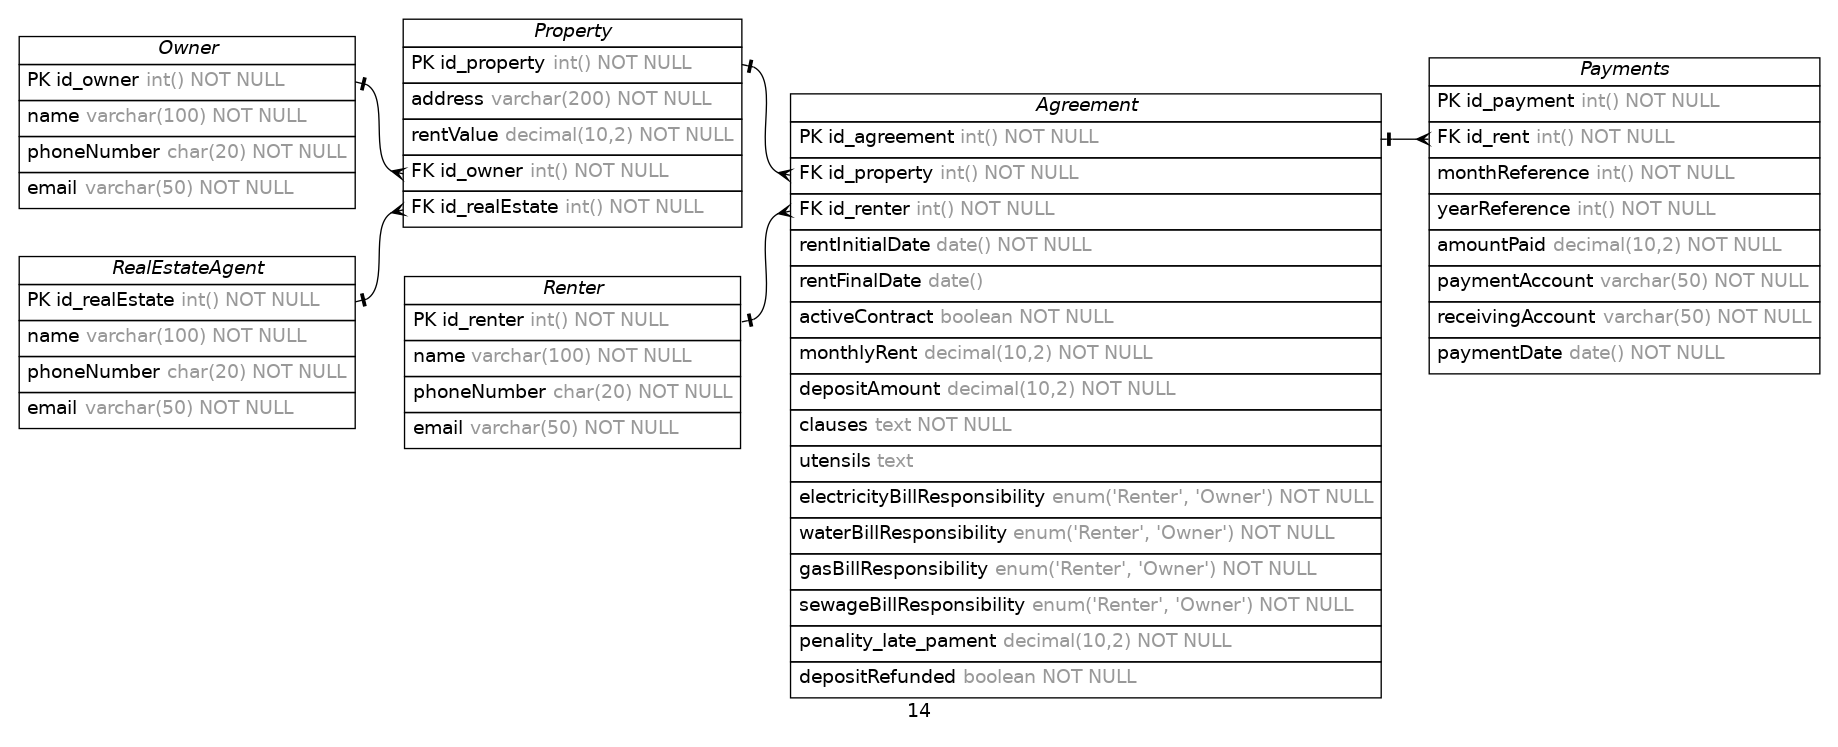 Owner
PK id_owner int() NOT NULL
name varchar(100) NOT NULL
phoneNumber char(20) NOT NULL
email varchar(50) NOT NULL
RealEstateAgent
PK id_realEstate int() NOT NULL
name varchar(100) NOT NULL
phoneNumber char(20) NOT NULL
email varchar(50) NOT NULL
Property
PK id_property int() NOT NULL
address varchar(200) NOT NULL
rentValue decimal(10,2) NOT NULL
FK id_owner int() NOT NULL
FK id_realEstate int() NOT NULL
Renter
PK id_renter int() NOT NULL
name varchar(100) NOT NULL
phoneNumber char(20) NOT NULL
email varchar(50) NOT NULL
Agreement
PK id_agreement int() NOT NULL
FK id_property int() NOT NULL
FK id_renter int() NOT NULL
rentInitialDate date() NOT NULL
rentFinalDate date()
activeContract boolean NOT NULL
monthlyRent decimal(10,2) NOT NULL
depositAmount decimal(10,2) NOT NULL
clauses text NOT NULL
utensils text
electricityBillResponsibility enum('Renter', 'Owner') NOT NULL
waterBillResponsibility enum('Renter', 'Owner') NOT NULL
gasBillResponsibility enum('Renter', 'Owner') NOT NULL
sewageBillResponsibility enum('Renter', 'Owner') NOT NULL
penality_late_pament decimal(10,2) NOT NULL
depositRefunded boolean NOT NULL
Payments
PK id_payment int() NOT NULL
FK id_rent int() NOT NULL
monthReference int() NOT NULL
yearReference int() NOT NULL
amountPaid decimal(10,2) NOT NULL
paymentAccount varchar(50) NOT NULL
receivingAccount varchar(50) NOT NULL
paymentDate date() NOT NULL
14